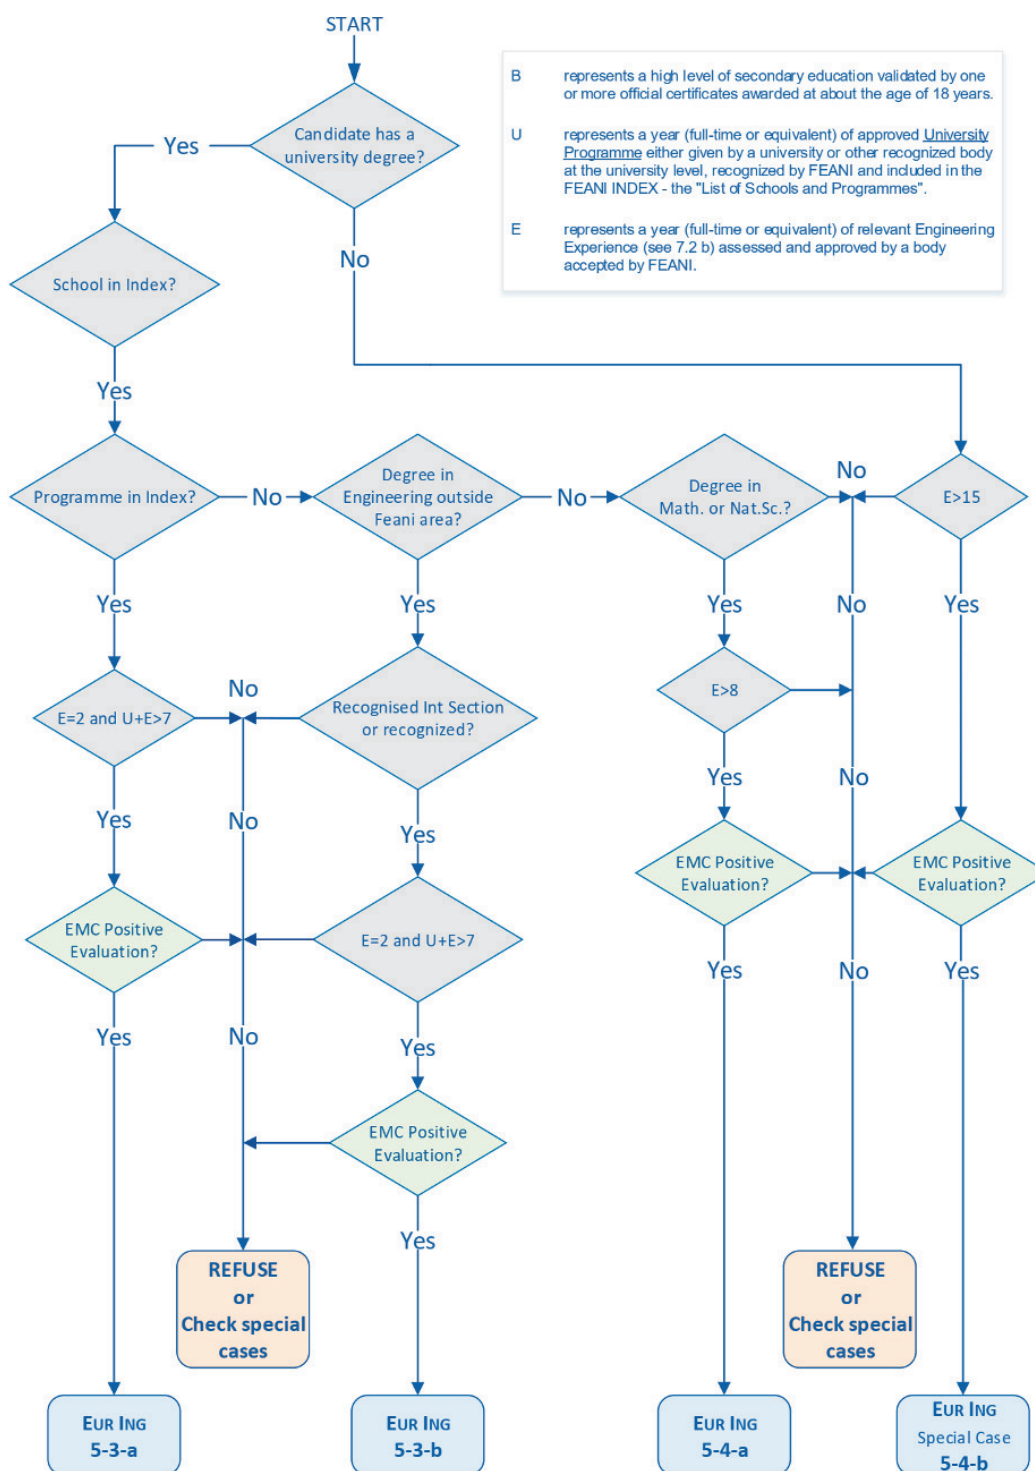 START
B represents a high level of secondary education validated by one
or more official certificates awarded at about the age of 18 years.
U represents a year (full-time or equivalent) of approved University
Programme either given by a university or other recognized body
at the university level, recognized by FEANI and included in the
FEANI INDEX - the "List of Schools and Programmes".
E represents a year (full-time or equivalent) of relevant Engineering
Experience (see 7.2 b) assessed and approved by a body
accepted by FEANI.
Candidate has a
university degree?
Yes
No
School in Index?
Yes
Programme in Index?
No
Degree in
Engineering outside
Feani area?
No
Degree in
Math. or Nat.Sc.?
No
E>15
Yes
Yes
Yes
No
Yes
E=2 and U+E>7
No
Recognised Int Section
or recognized?
E>8
Yes
No
Yes
Yes
No
EMC Positive
Evaluation?
EMC Positive
Evaluation?
EMC Positive
Evaluation?
E=2 and U+E>7
Yes
No
Yes
Yes
No
Yes
EMC Positive
Evaluation?
Yes
REFUSE
or
Check special
cases
REFUSE
or
Check special
cases
EUR ING
5-3-a
EUR ING
5-3-b
EUR ING
5-4-a
EUR ING
Special Case
5-4-b